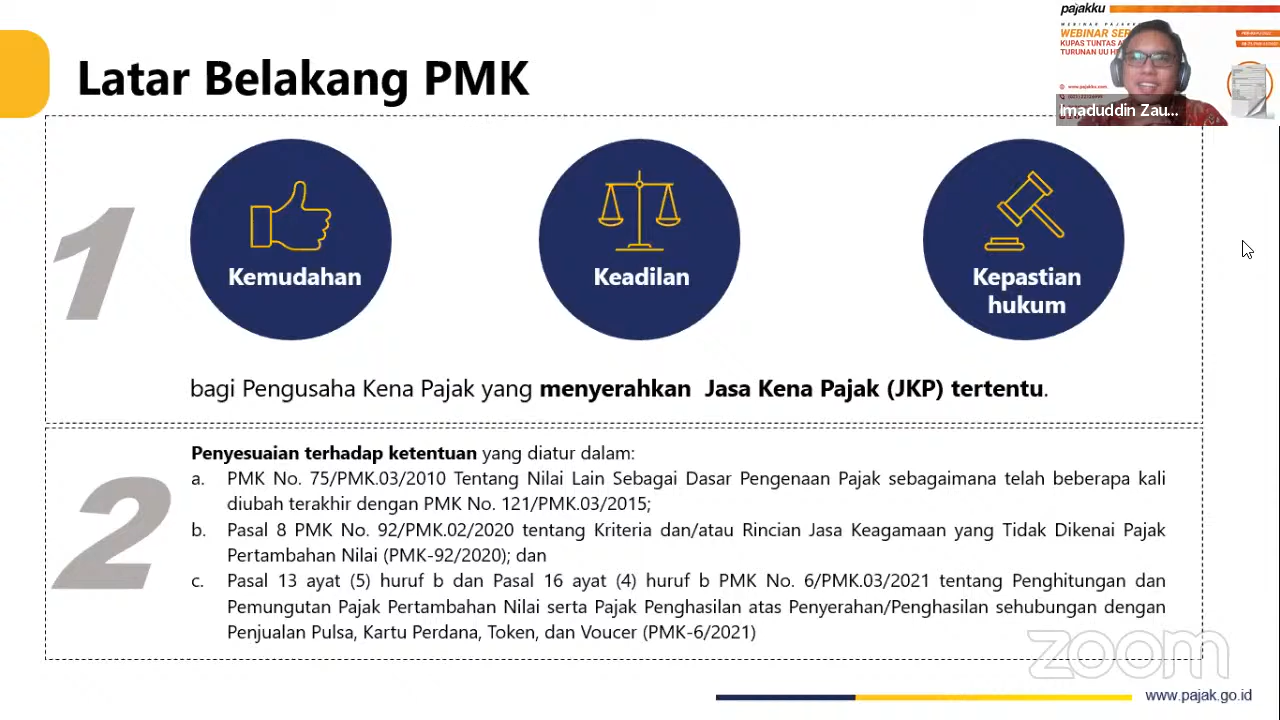 Latar Belakang PMK
pajakku
WEBINAR PAJAK
WEBINAR SER
KUPAS TUNTAS A
TURUNAN UU H
www.pajakku.com
Imaduddin Zau...
1
Kemudahan
Keadilan
Kepastian
hukum
bagi Pengusaha Kena Pajak yang menyerahkan Jasa Kena Pajak (JKP) tertentu.
2
Penyesuaian terhadap ketentuan yang diatur dalam:
a. PMK No. 75/PMK.03/2010 Tentang Nilai Lain Sebagai Dasar Pengenaan Pajak sebagaimana telah beberapa kali
diubah terakhir dengan PMK No. 121/PMK.03/2015;
b. Pasal 8 PMK No. 92/PMK.02/2020 tentang Kriteria dan/atau Rincian Jasa Keagamaan yang Tidak Dikenai Pajak
Pertambahan Nilai (PMK-92/2020); dan
c. Pasal 13 ayat (5) huruf b dan Pasal 16 ayat (4) huruf b PMK No. 6/PMK.03/2021 tentang Penghitungan dan
Pemungutan Pajak Pertambahan Nilai serta Pajak Penghasilan atas Penyerahan/Penghasilan sehubungan dengan
Penjualan Pulsa, Kartu Perdana, Token, dan Voucer (PMK-6/2021)
zoom
www.pajak.go.id